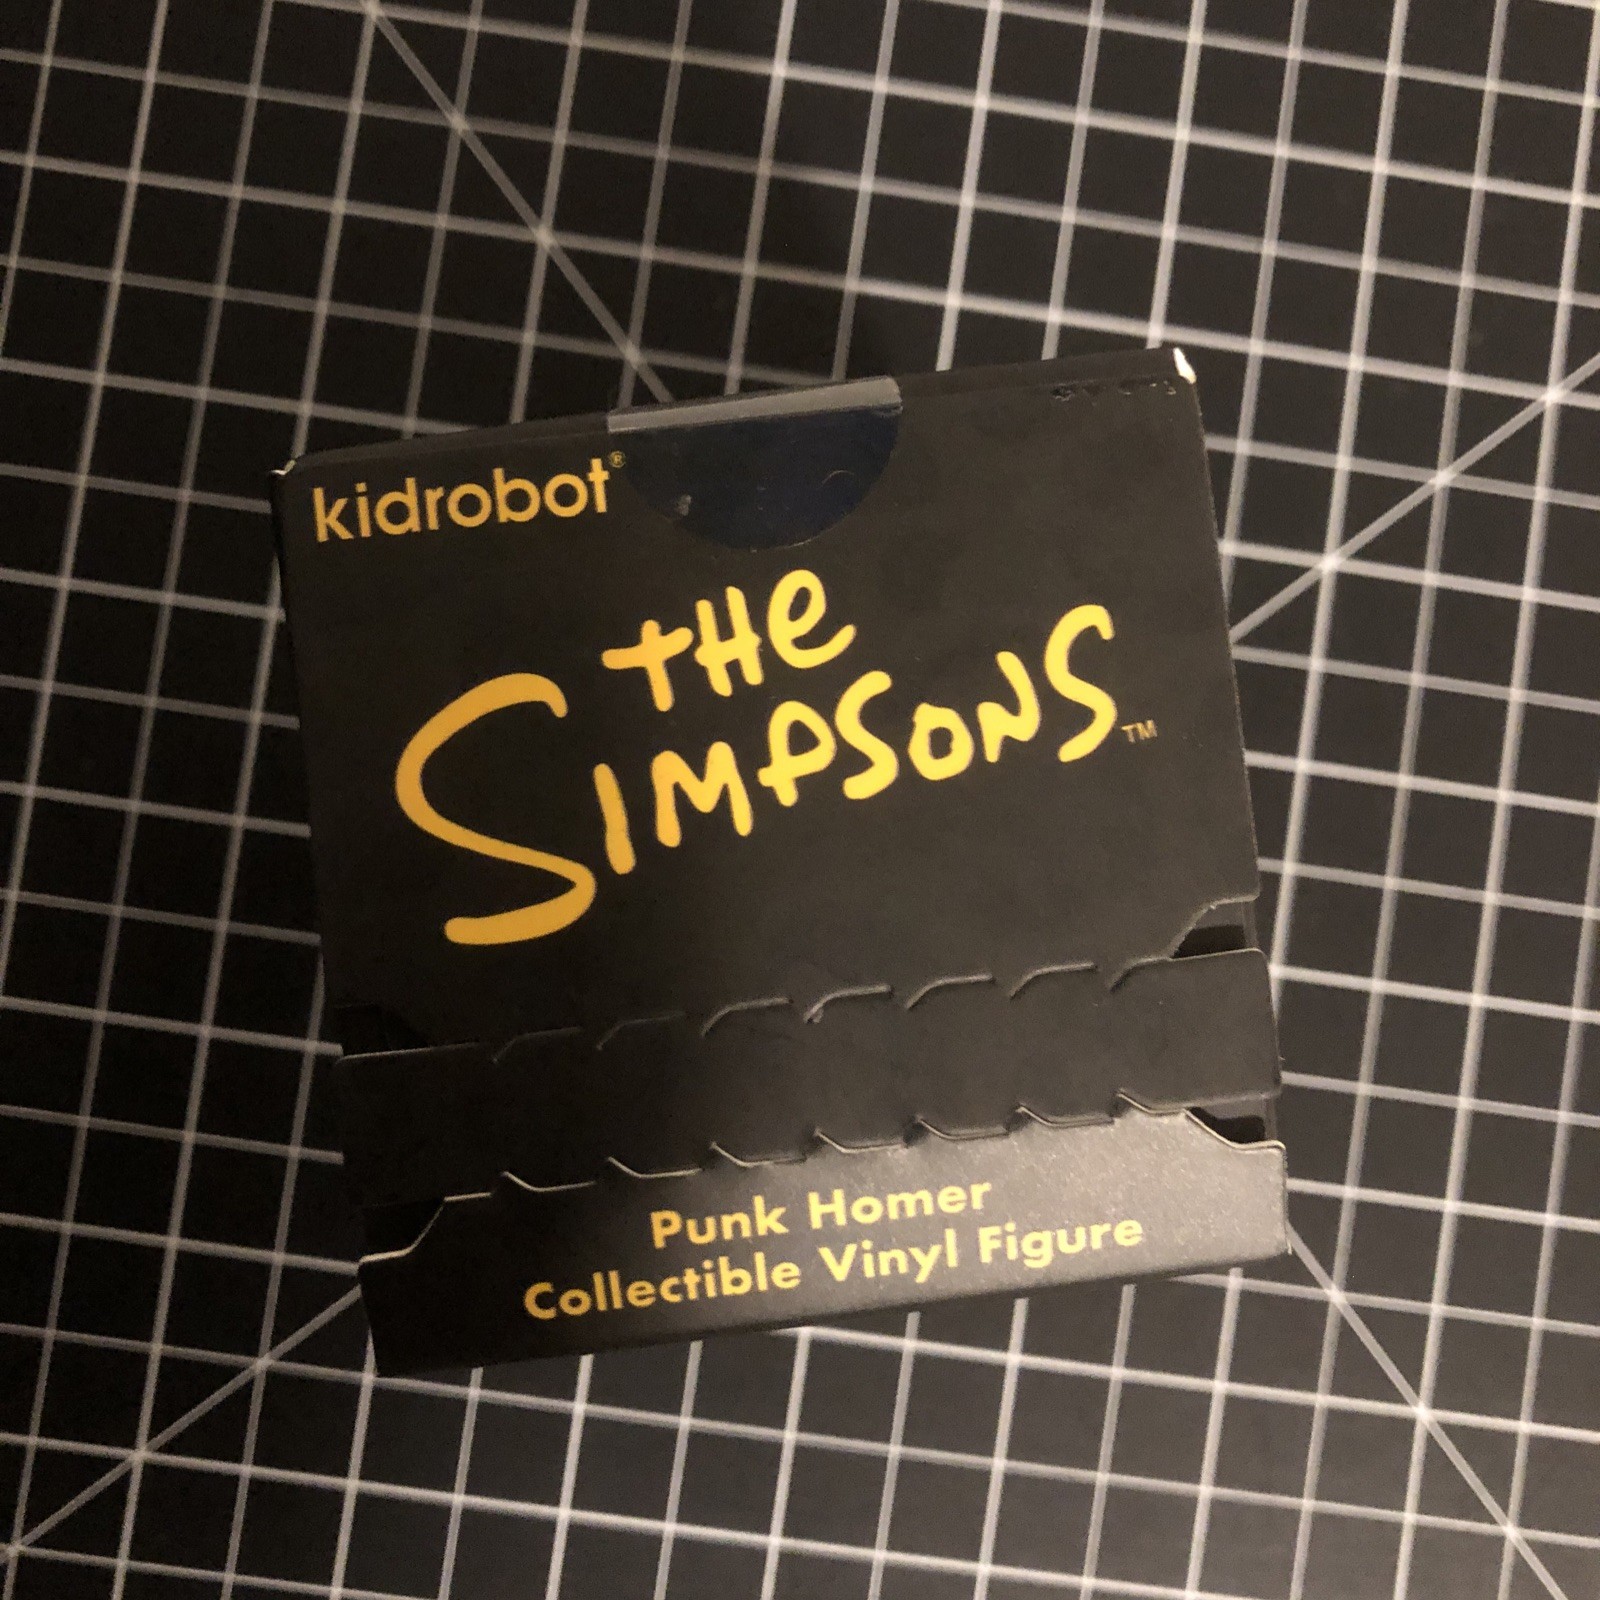 kidrobot®
THe
SIMPSONS™
Punk Homer
Collectible Vinyl Figure